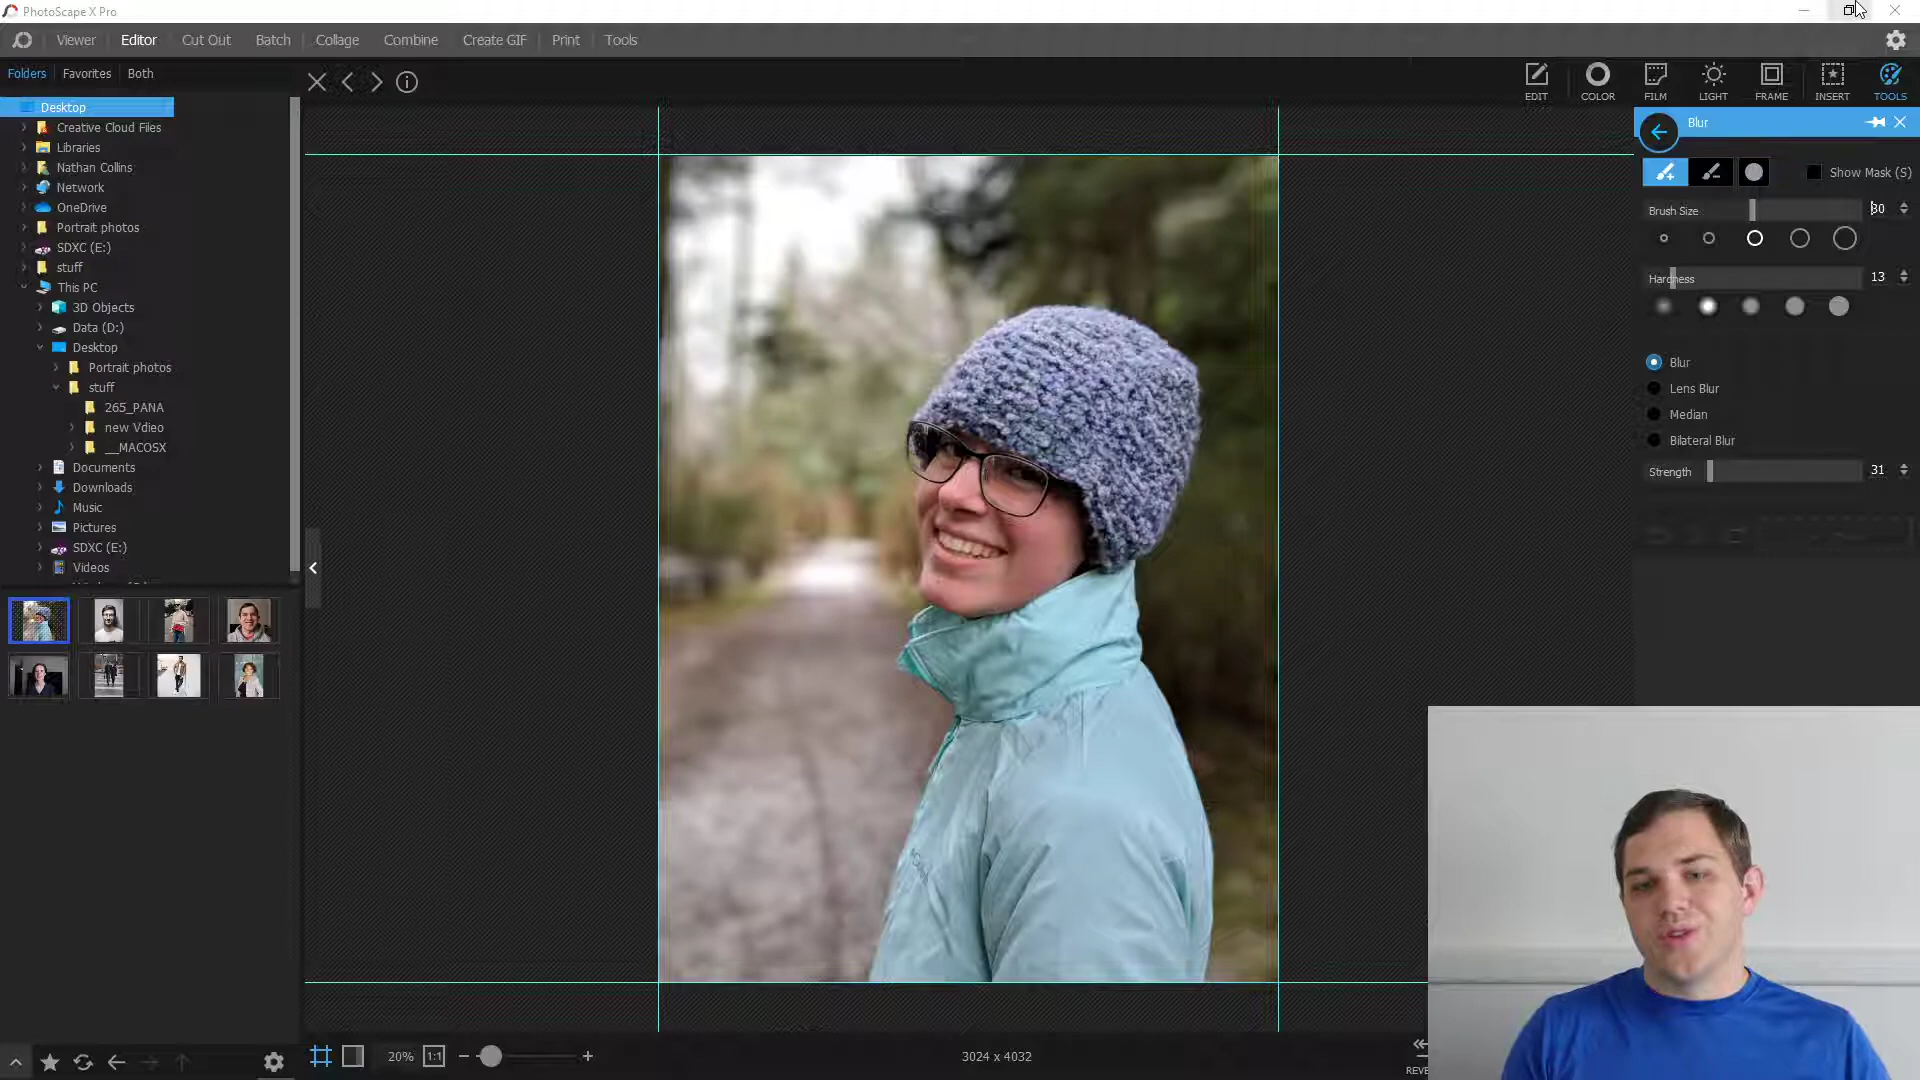 PhotoScape X Pro
Viewer Editor Cut Out Batch Collage Combine Create GIF Print Tools
Folders Favorites Both
EDIT COLOR FILM LIGHT FRAME INSERT TOOLS
Desktop
Creative Cloud Files
Libraries
Nathan Collins
Network
OneDrive
Portrait photos
SDXC (E:)
stuff
This PC
3D Objects
Data (D:)
Desktop
Portrait photos
stuff
265_PANA
new Vdieo
__MACOSX
Documents
Downloads
Music
Pictures
SDXC (E:)
Videos
Blur
Show Mask (S)
Brush Size 30
Hardness 13
Blur
Lens Blur
Median
Bilateral Blur
Strength 31
20% 1:1
3024 x 4032